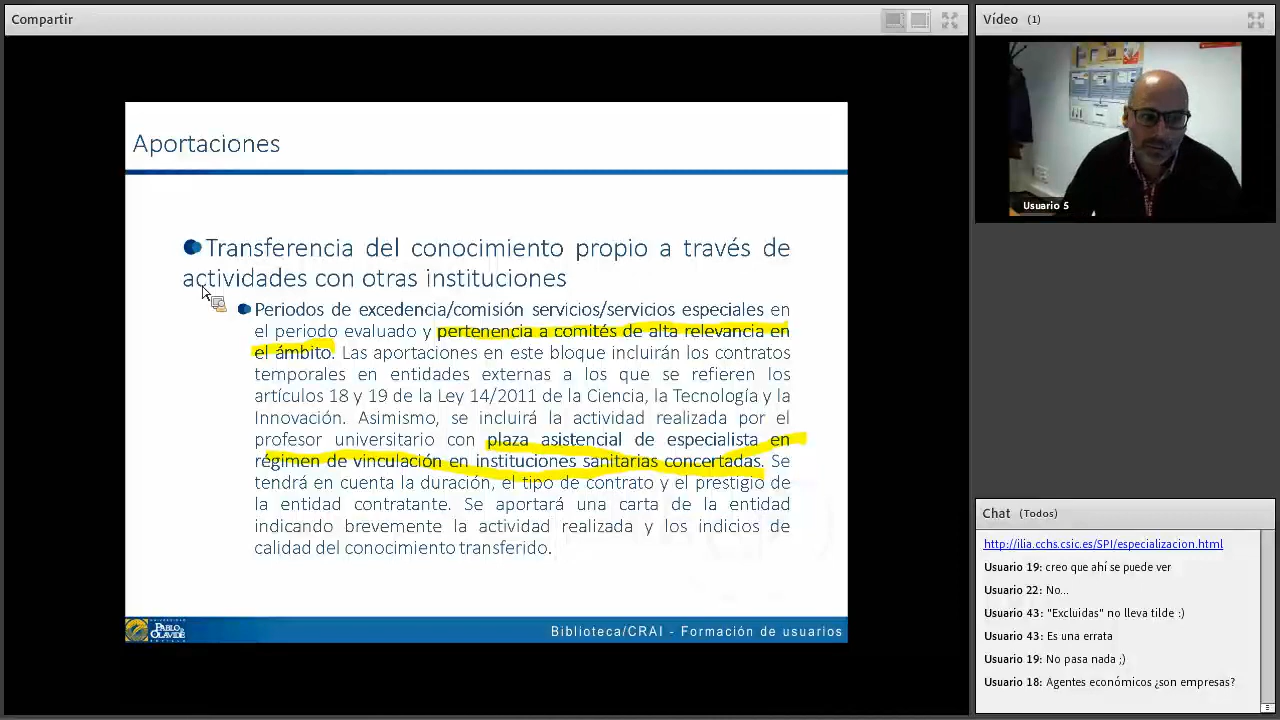 Compartir
Aportaciones
Transferencia del conocimiento propio a través de
actividades con otras instituciones
Periodos de excedencia/comisión servicios/servicios especiales en
el periodo evaluado y pertenencia a comités de alta relevancia en
el ámbito. Las aportaciones en este bloque incluirán los contratos
temporales en entidades externas a los que se refieren los
artículos 18 y 19 de la Ley 14/2011 de la Ciencia, la Tecnología y la
Innovación. Asimismo, se incluirá la actividad realizada por el
profesor universitario con plaza asistencial de especialista en
régimen de vinculación en instituciones sanitarias concertadas. Se
tendrá en cuenta la duración, el tipo de contrato y el prestigio de
la entidad contratante. Se aportará una carta de la entidad
indicando brevemente la actividad realizada y los indicios de
calidad del conocimiento transferido.
UNIVERSIDAD
PABLO DE
OLAVIDE
SEVILLA
Biblioteca/CRAI - Formación de usuarios
Vídeo (1)
Usuario 5
Chat (Todos)
http://ilia.cchs.csic.es/SPI/especializacion.html
Usuario 19: creo que ahí se puede ver
Usuario 22: No...
Usuario 43: "Excluidas" no lleva tilde :)
Usuario 43: Es una errata
Usuario 19: No pasa nada ;)
Usuario 18: Agentes económicos ¿son empresas?